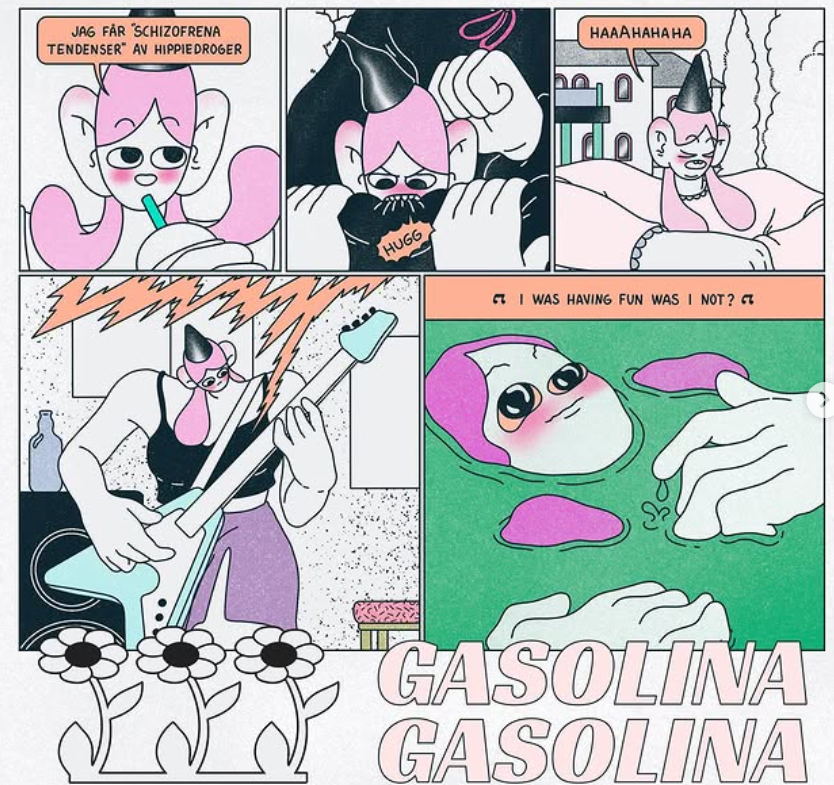 JAG FÅR "SCHIZOFRENA
TENDENSER" AV HIPPIEDROGER
HAAAHAHAHA
HUGG
♫ I WAS HAVING FUN WAS I NOT? ♫
GASOLINA
GASOLINA